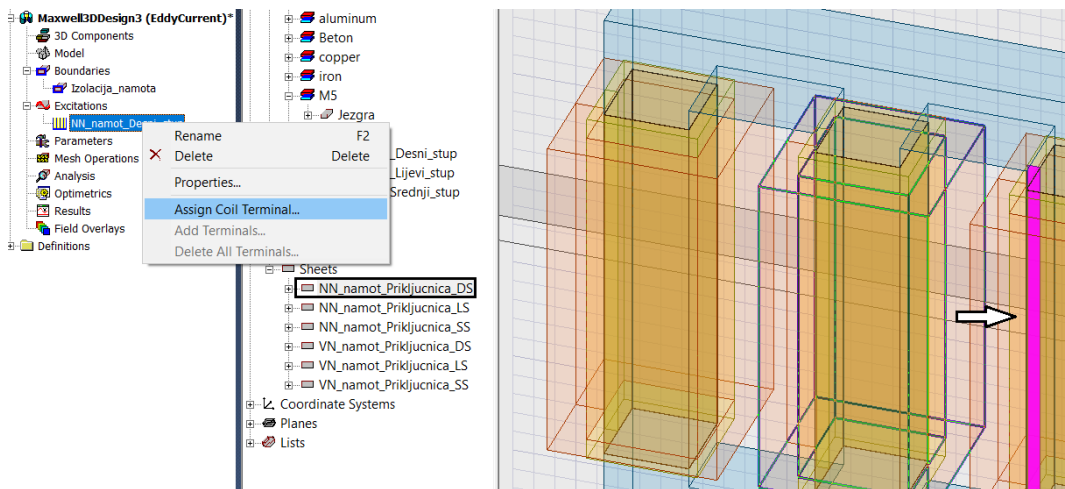 Maxwell3DDesign3 (EddyCurrent)*
3D Components
Model
Boundaries
Izolacija_namota
Excitations
Parameters
Mesh Operations
Analysis
Optimetrics
Results
Field Overlays
Definitions
Rename F2
Delete Delete
Properties...
Assign Coil Terminal...
Add Terminals...
Delete All Terminals...
aluminum
Beton
copper
iron
M5
Jezgra
_Desni_stup
_Lijevi_stup
Srednji_stup
Sheets
NN_namot_Prikljucnica_DS
NN_namot_Prikljucnica_LS
NN_namot_Prikljucnica_SS
VN_namot_Prikljucnica_DS
VN_namot_Prikljucnica_LS
VN_namot_Prikljucnica_SS
Coordinate Systems
Planes
Lists